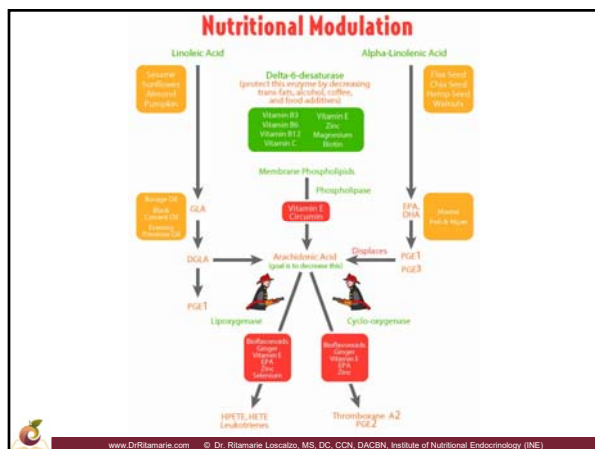 Nutritional Modulation
Linoleic Acid
Alpha-Linolenic Acid
Sesame
Sunflower
Almond
Pumpkin
Delta-6-desaturase
(protect this enzyme by decreasing
trans fats, alcohol, coffee,
and food additives)
Flax Seed
Chia Seed
Hemp Seed
Walnuts
Vitamin B3
Vitamin B6
Vitamin B12
Vitamin C
Vitamin E
Zinc
Magnesium
Biotin
Membrane Phospholipids
Phospholipase
Vitamin E
Circumin
Borage Oil
Black
Currant Oil
Evening
Primrose Oil
GLA
EPA,
DHA
Marine
Fish & Algae
DGLA
Arachidonic Acid
(goal is to decrease this)
Displaces
PGE1
PGE3
PGE1
Lipoxygenase
Cyclo-oxygenase
Bioflavonoids
Ginger
Vitamin E
EPA
Zinc
Selenium
Bioflavonoids
Ginger
Vitamin E
EPA
Zinc
HPETE, HETE
Leukotrienes
Thromboxane A2
PGE2
www.DrRitamarie.com © Dr. Ritamarie Loscalzo, MS, DC, CCN, DACBN, Institute of Nutritional Endocrinology (INE)